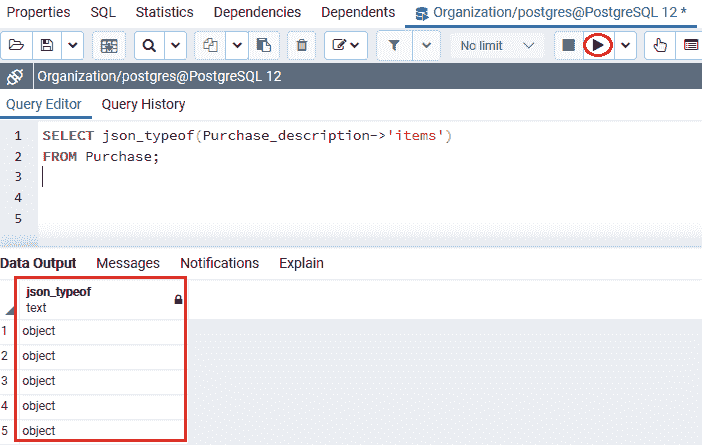 Properties SQL Statistics Dependencies Dependents Organization/postgres@PostgreSQL 12 *
No limit
Organization/postgres@PostgreSQL 12
Query Editor Query History
1 SELECT json_typeof(Purchase_description->'items')
2 FROM Purchase;
3
4
5
Data Output Messages Notifications Explain
json_typeof
text
1 object
2 object
3 object
4 object
5 object